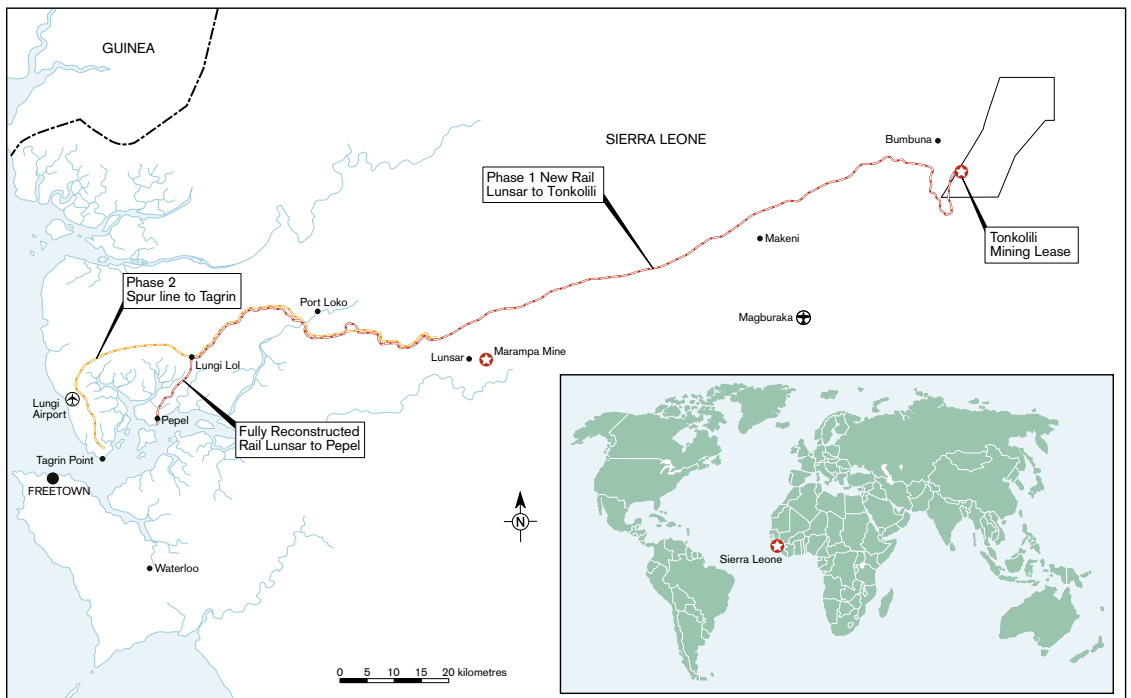 GUINEA
SIERRA LEONE
Bumbuna
Phase 1 New Rail
Lunsar to Tonkolili
Makeni
Tonkolili
Mining Lease
Phase 2
Spur line to Tagrin
Port Loko
Magburaka
Lunsar
Marampa Mine
Lungi Lol
Lungi
Airport
Pepel
Fully Reconstructed
Rail Lunsar to Pepel
Tagrin Point
FREETOWN
N
Sierra Leone
Waterloo
0 5 10 15 20 kilometres